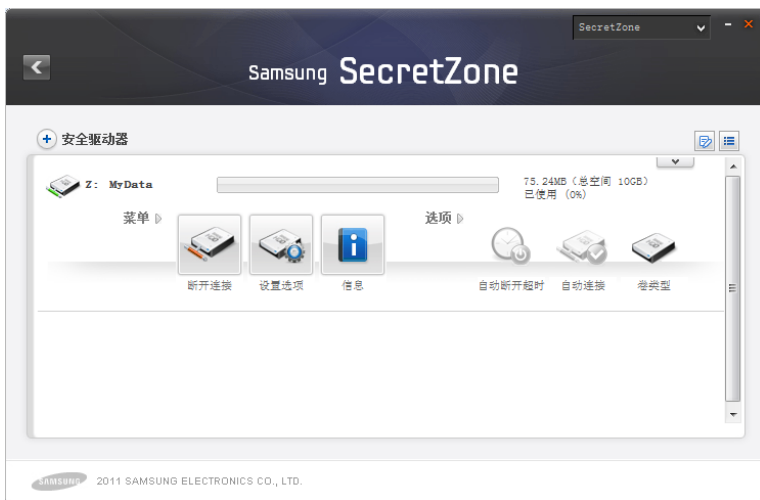 SecretZone
Samsung SecretZone
安全驱动器
Z: MyData
75.24MB（总空间 10GB）
已使用 （0%）
菜单
选项
断开连接
设置选项
信息
自动断开超时
自动连接
卷类型
SAMSUNG
2011 SAMSUNG ELECTRONICS CO., LTD.